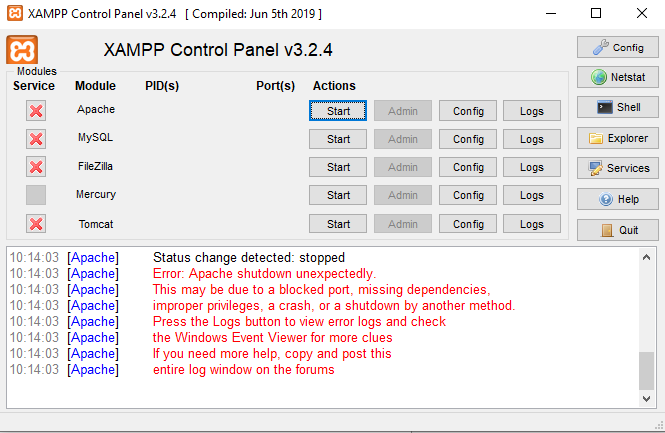 XAMPP Control Panel v3.2.4 [ Compiled: Jun 5th 2019 ]
XAMPP Control Panel v3.2.4
Config
Modules
Service Module PID(s) Port(s) Actions
Netstat
Apache Start Admin Config Logs
Shell
MySQL Start Admin Config Logs
Explorer
FileZilla Start Admin Config Logs
Services
Mercury Start Admin Config Logs
Help
Tomcat Start Admin Config Logs
Quit
10:14:03 [Apache] Status change detected: stopped
10:14:03 [Apache] Error: Apache shutdown unexpectedly.
10:14:03 [Apache] This may be due to a blocked port, missing dependencies,
10:14:03 [Apache] improper privileges, a crash, or a shutdown by another method.
10:14:03 [Apache] Press the Logs button to view error logs and check
10:14:03 [Apache] the Windows Event Viewer for more clues
10:14:03 [Apache] If you need more help, copy and post this
10:14:03 [Apache] entire log window on the forums